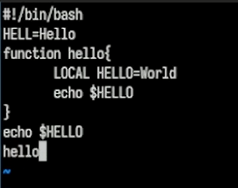 #!/bin/bash
HELL=Hello
function hello{
LOCAL HELLO=World
echo $HELLO
}
echo $HELLO
hello
~